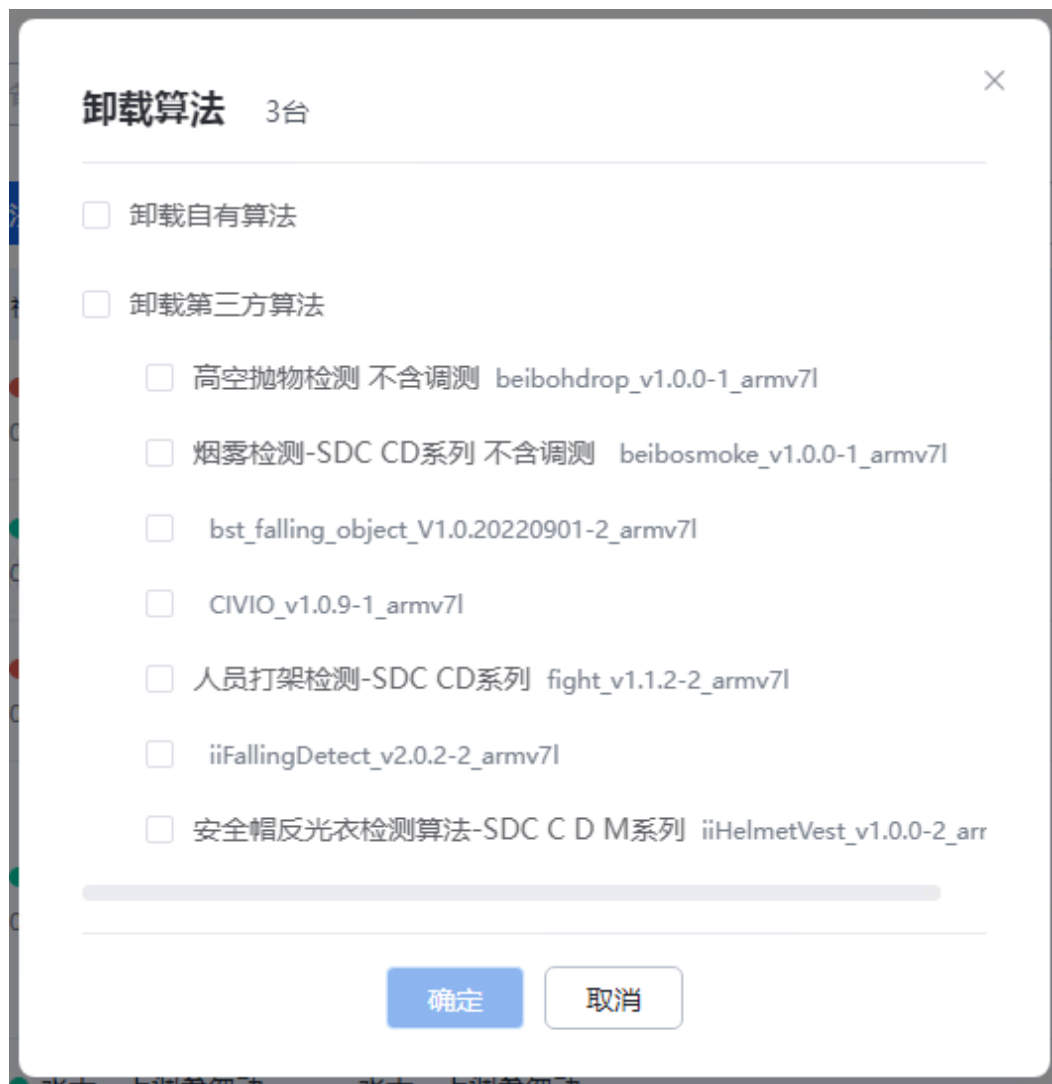 卸载算法 3台
卸载自有算法
卸载第三方算法
高空抛物检测 不含调测 beibohdrop_v1.0.0-1_armv7l
烟雾检测-SDC CD系列 不含调测 beibosmoke_v1.0.0-1_armv7l
bst_falling_object_V1.0.20220901-2_armv7l
CIVIO_v1.0.9-1_armv7l
人员打架检测-SDC CD系列 fight_v1.1.2-2_armv7l
iiFallingDetect_v2.0.2-2_armv7l
安全帽反光衣检测算法-SDC C D M系列 iiHelmetVest_v1.0.0-2_arr
确定 取消